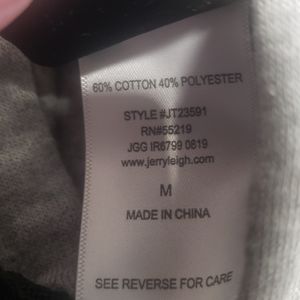 60% COTTON 40% POLYESTER
STYLE #JT23591
RN#55219
JGG IR6799 0619
www.jerryleigh.com
M
MADE IN CHINA
SEE REVERSE FOR CARE